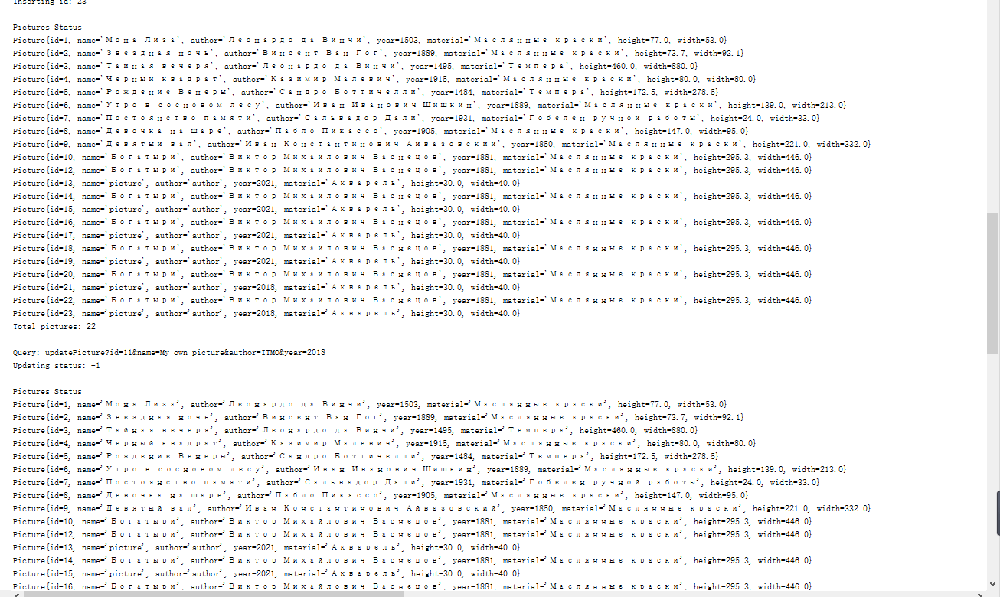 Inserting id: 23
Pictures Status
Picture{id=1, name='Мона Лиза', author='Леонардо да Винчи', year=1503, material='Маслянные краски', height=77.0, width=53.0}
Picture{id=2, name='Звездная ночь', author='Винсент Ван Гог', year=1889, material='Маслянные краски', height=73.7, width=92.1}
Picture{id=3, name='Тайная вечеря', author='Леонардо да Винчи', year=1495, material='Темпера', height=460.0, width=880.0}
Picture{id=4, name='Черный квадрат', author='Казимир Малевич', year=1915, material='Маслянные краски', height=80.0, width=80.0}
Picture{id=5, name='Рождение Венеры', author='Сандро Боттичелли', year=1484, material='Темпера', height=172.5, width=278.5}
Picture{id=6, name='Утро в сосновом лесу', author='Иван Иванович Шишкин', year=1889, material='Маслянные краски', height=139.0, width=213.0}
Picture{id=7, name='Постоянство памяти', author='Сальвадор Дали', year=1931, material='Гобелен ручной работы', height=24.0, width=33.0}
Picture{id=8, name='Девочка на шаре', author='Пабло Пикассо', year=1905, material='Маслянные краски', height=147.0, width=95.0}
Picture{id=9, name='Девятый вал', author='Иван Константинович Айвазовский', year=1850, material='Маслянные краски', height=221.0, width=332.0}
Picture{id=10, name='Богатыри', author='Виктор Михайлович Васнецов', year=1881, material='Маслянные краски', height=295.3, width=446.0}
Picture{id=12, name='Богатыри', author='Виктор Михайлович Васнецов', year=1881, material='Маслянные краски', height=295.3, width=446.0}
Picture{id=13, name='picture', author='author', year=2021, material='Акварель', height=30.0, width=40.0}
Picture{id=14, name='Богатыри', author='Виктор Михайлович Васнецов', year=1881, material='Маслянные краски', height=295.3, width=446.0}
Picture{id=15, name='picture', author='author', year=2021, material='Акварель', height=30.0, width=40.0}
Picture{id=16, name='Богатыри', author='Виктор Михайлович Васнецов', year=1881, material='Маслянные краски', height=295.3, width=446.0}
Picture{id=17, name='picture', author='author', year=2021, material='Акварель', height=30.0, width=40.0}
Picture{id=18, name='Богатыри', author='Виктор Михайлович Васнецов', year=1881, material='Маслянные краски', height=295.3, width=446.0}
Picture{id=19, name='picture', author='author', year=2021, material='Акварель', height=30.0, width=40.0}
Picture{id=20, name='Богатыри', author='Виктор Михайлович Васнецов', year=1881, material='Маслянные краски', height=295.3, width=446.0}
Picture{id=21, name='picture', author='author', year=2018, material='Акварель', height=30.0, width=40.0}
Picture{id=22, name='Богатыри', author='Виктор Михайлович Васнецов', year=1881, material='Маслянные краски', height=295.3, width=446.0}
Picture{id=23, name='picture', author='author', year=2018, material='Акварель', height=30.0, width=40.0}
Total pictures: 22
Query: updatePicture?id=11&name=My own picture&author=ITMO&year=2018
Updating status: -1
Pictures Status
Picture{id=1, name='Мона Лиза', author='Леонардо да Винчи', year=1503, material='Маслянные краски', height=77.0, width=53.0}
Picture{id=2, name='Звездная ночь', author='Винсент Ван Гог', year=1889, material='Маслянные краски', height=73.7, width=92.1}
Picture{id=3, name='Тайная вечеря', author='Леонардо да Винчи', year=1495, material='Темпера', height=460.0, width=880.0}
Picture{id=4, name='Черный квадрат', author='Казимир Малевич', year=1915, material='Маслянные краски', height=80.0, width=80.0}
Picture{id=5, name='Рождение Венеры', author='Сандро Боттичелли', year=1484, material='Темпера', height=172.5, width=278.5}
Picture{id=6, name='Утро в сосновом лесу', author='Иван Иванович Шишкин', year=1889, material='Маслянные краски', height=139.0, width=213.0}
Picture{id=7, name='Постоянство памяти', author='Сальвадор Дали', year=1931, material='Гобелен ручной работы', height=24.0, width=33.0}
Picture{id=8, name='Девочка на шаре', author='Пабло Пикассо', year=1905, material='Маслянные краски', height=147.0, width=95.0}
Picture{id=9, name='Девятый вал', author='Иван Константинович Айвазовский', year=1850, material='Маслянные краски', height=221.0, width=332.0}
Picture{id=10, name='Богатыри', author='Виктор Михайлович Васнецов', year=1881, material='Маслянные краски', height=295.3, width=446.0}
Picture{id=12, name='Богатыри', author='Виктор Михайлович Васнецов', year=1881, material='Маслянные краски', height=295.3, width=446.0}
Picture{id=13, name='picture', author='author', year=2021, material='Акварель', height=30.0, width=40.0}
Picture{id=14, name='Богатыри', author='Виктор Михайлович Васнецов', year=1881, material='Маслянные краски', height=295.3, width=446.0}
Picture{id=15, name='picture', author='author', year=2021, material='Акварель', height=30.0, width=40.0}
Picture{id=16, name='Богатыри', author='Виктор Михайлович Васнецов', year=1881, material='Маслянные краски', height=295.3, width=446.0}